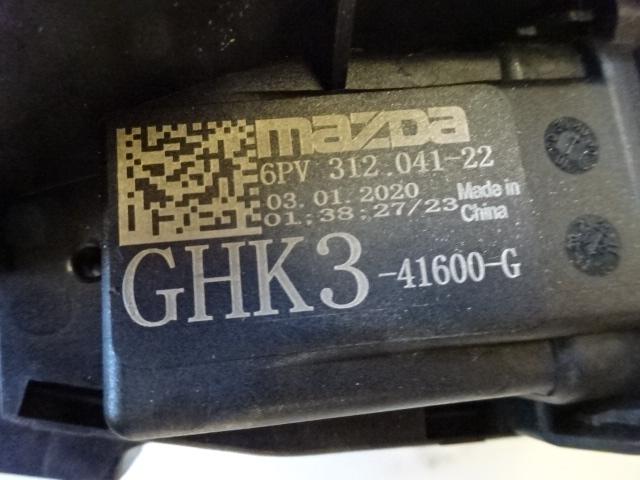 mazda
6PV 312.041-22
03.01.2020
01:38:27/23
Made in
China
GHK3-41600-G